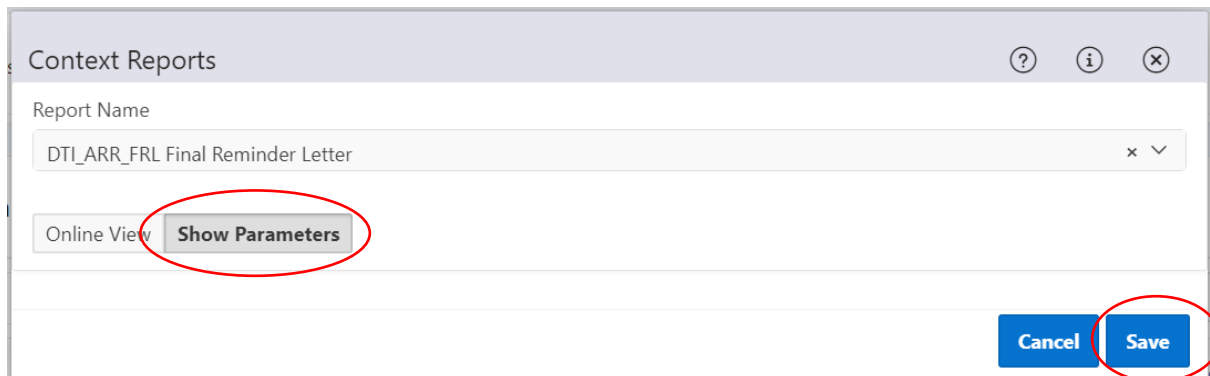 Context Reports
Report Name
DTI_ARR_FRL Final Reminder Letter
Online View Show Parameters
Cancel Save